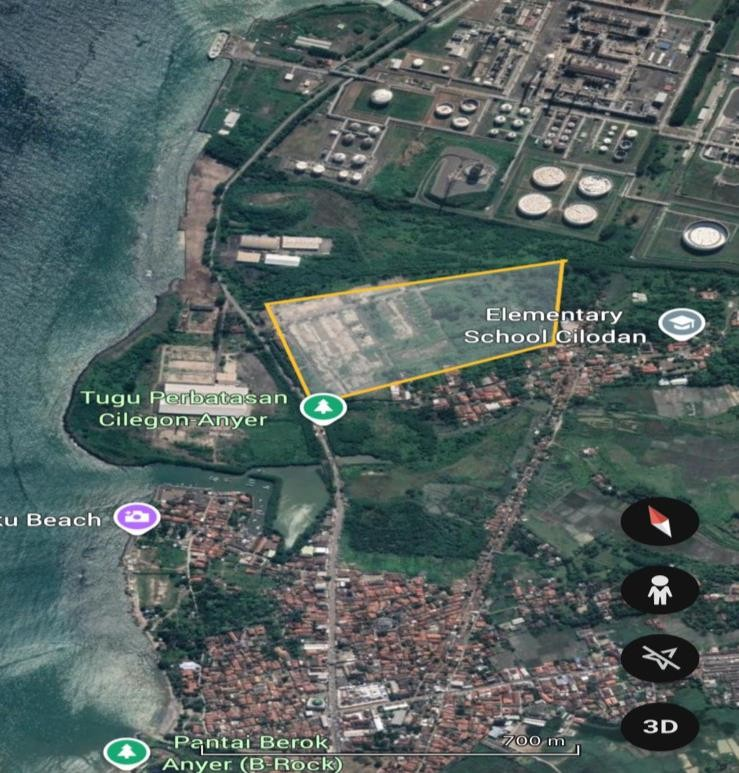 Elementary
School Cilodan
Tugu Perbatasan
Cilegon-Anyer
ku Beach
3D
700 m
Pantai Berok
Anyer (B-Rock)